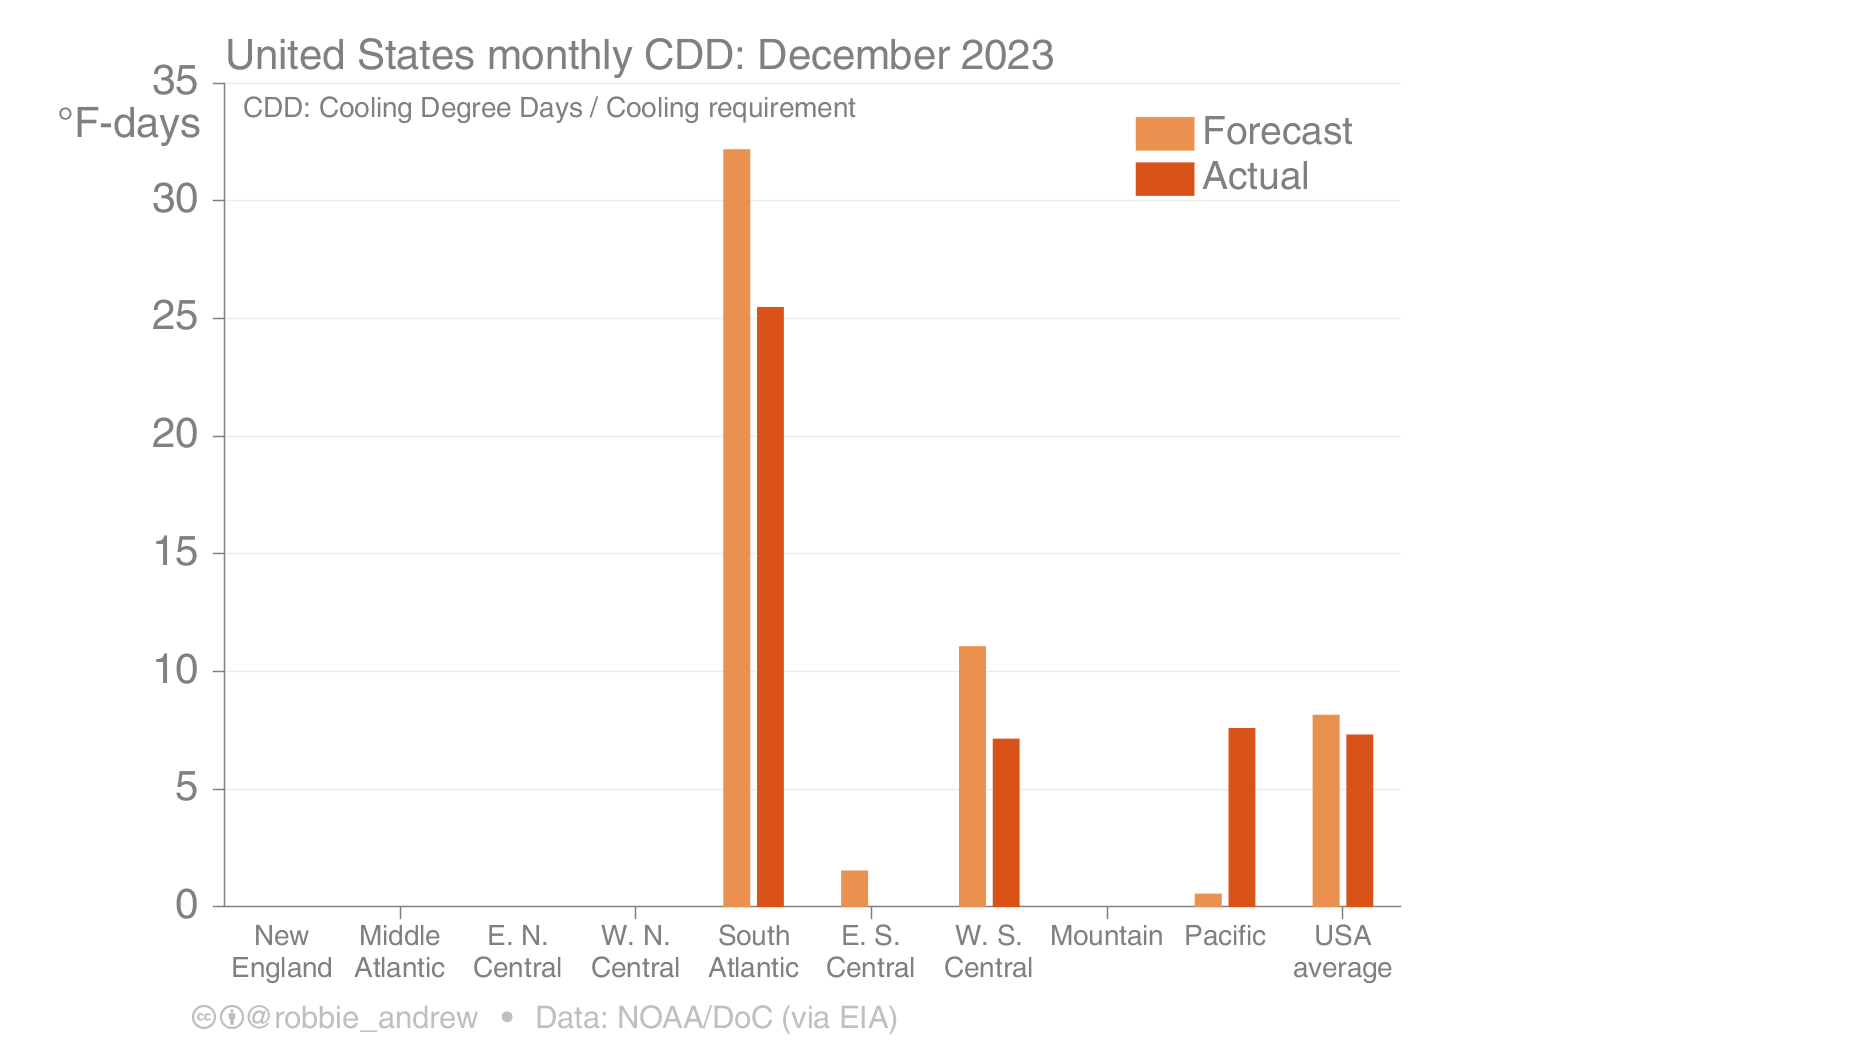 United States monthly CDD: December 2023
35
°F-days
CDD: Cooling Degree Days / Cooling requirement
Forecast
Actual
30
25
20
15
10
5
0
New England
Middle Atlantic
E. N. Central
W. N. Central
South Atlantic
E. S. Central
W. S. Central
Mountain
Pacific
USA average
cc @robbie_andrew • Data: NOAA/DoC (via EIA)